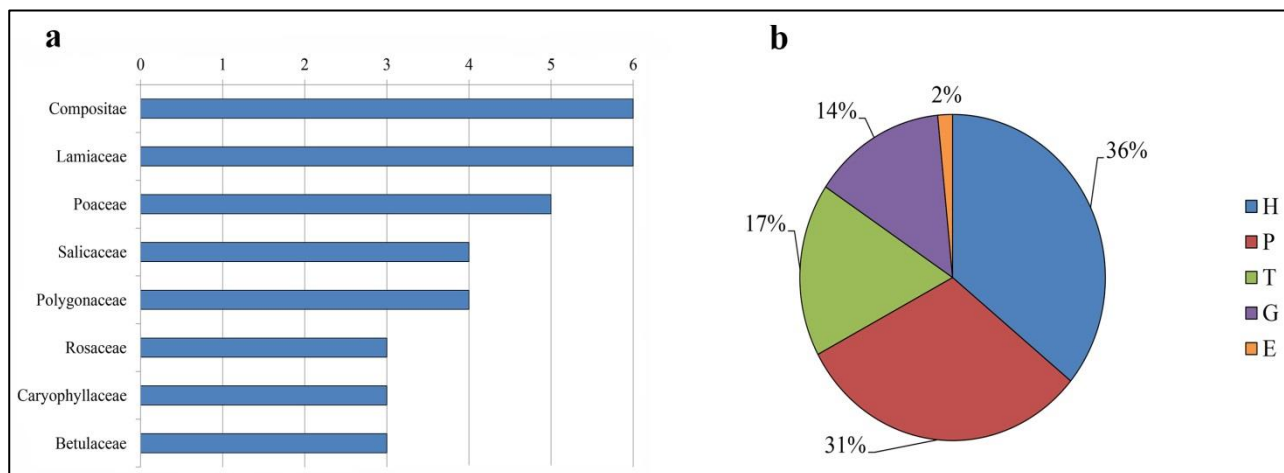 a
0 1 2 3 4 5 6
Compositae
Lamiaceae
Poaceae
Salicaceae
Polygonaceae
Rosaceae
Caryophyllaceae
Betulaceae
b
2%
14%
36%
17%
31%
H
P
T
G
E